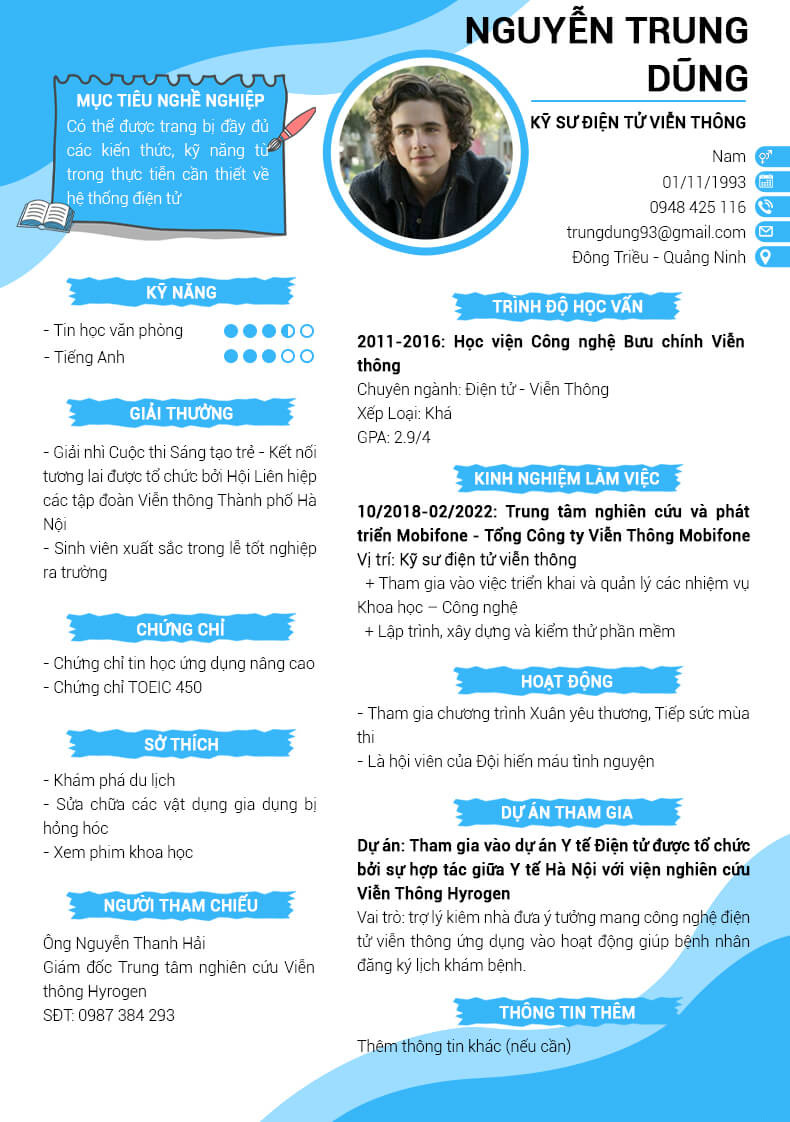 NGUYỄN TRUNG
DŨNG
KỸ SƯ ĐIỆN TỬ VIỄN THÔNG
Nam
01/11/1993
0948 425 116
trungdung93@gmail.com
Đông Triều - Quảng Ninh
MỤC TIÊU NGHỀ NGHIỆP
Có thể được trang bị đầy đủ
các kiến thức, kỹ năng từ
trong thực tiễn cần thiết về
hệ thống điện tử
KỸ NĂNG
- Tin học văn phòng
- Tiếng Anh
GIẢI THƯỞNG
- Giải nhì Cuộc thi Sáng tạo trẻ - Kết nối
tương lai được tổ chức bởi Hội Liên hiệp
các tập đoàn Viễn thông Thành phố Hà
Nội
- Sinh viên xuất sắc trong lễ tốt nghiệp
ra trường
CHỨNG CHỈ
- Chứng chỉ tin học ứng dụng nâng cao
- Chứng chỉ TOEIC 450
SỞ THÍCH
- Khám phá du lịch
- Sửa chữa các vật dụng gia dụng bị
hỏng hóc
- Xem phim khoa học
NGƯỜI THAM CHIẾU
Ông Nguyễn Thanh Hải
Giám đốc Trung tâm nghiên cứu Viễn
thông Hyrogen
SĐT: 0987 384 293
TRÌNH ĐỘ HỌC VẤN
2011-2016: Học viện Công nghệ Bưu chính Viễn
thông
Chuyên ngành: Điện tử - Viễn Thông
Xếp Loại: Khá
GPA: 2.9/4
KINH NGHIỆM LÀM VIỆC
10/2018-02/2022: Trung tâm nghiên cứu và phát
triển Mobifone - Tổng Công ty Viễn Thông Mobifone
Vị trí: Kỹ sư điện tử viễn thông
+ Tham gia vào việc triển khai và quản lý các nhiệm vụ
Khoa học – Công nghệ
+ Lập trình, xây dựng và kiểm thử phần mềm
HOẠT ĐỘNG
- Tham gia chương trình Xuân yêu thương, Tiếp sức mùa
thi
- Là hội viên của Đội hiến máu tình nguyện
DỰ ÁN THAM GIA
Dự án: Tham gia vào dự án Y tế Điện tử được tổ chức
bởi sự hợp tác giữa Y tế Hà Nội với viện nghiên cứu
Viễn Thông Hyrogen
Vai trò: trợ lý kiêm nhà đưa ý tưởng mang công nghệ điện
tử viễn thông ứng dụng vào hoạt động giúp bệnh nhân
đăng ký lịch khám bệnh.
THÔNG TIN THÊM
Thêm thông tin khác (nếu cần)